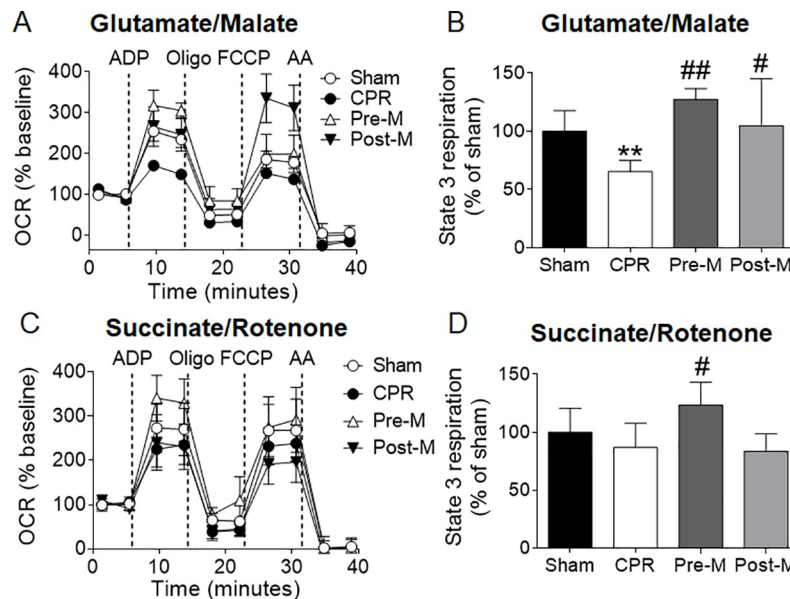 A
Glutamate/Malate
ADP Oligo FCCP AA
Sham
CPR
Pre-M
Post-M
OCR (% baseline)
400
300
200
100
0
0 10 20 30 40
Time (minutes)
B
Glutamate/Malate
State 3 respiration
(% of sham)
150
100
50
0
**
##
#
Sham CPR Pre-M Post-M
C
Succinate/Rotenone
ADP Oligo FCCP AA
Sham
CPR
Pre-M
Post-M
OCR (% baseline)
400
300
200
100
0
0 10 20 30 40
Time (minutes)
D
Succinate/Rotenone
State 3 respiration
(% of sham)
150
100
50
0
#
Sham CPR Pre-M Post-M